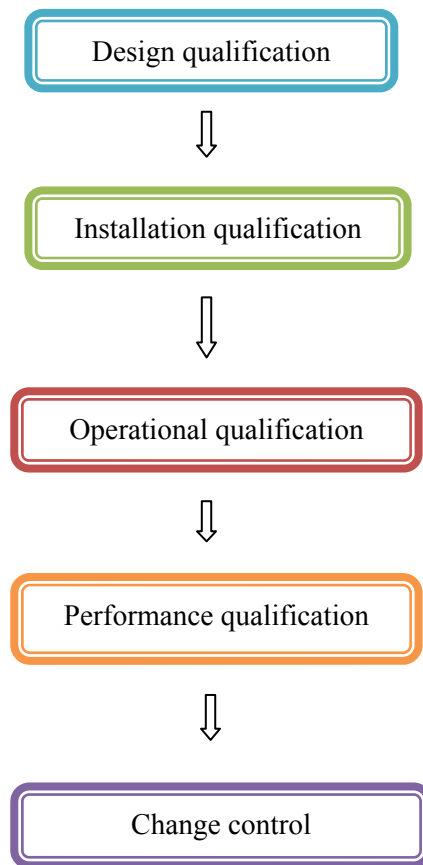 Design qualification
Installation qualification
Operational qualification
Performance qualification
Change control